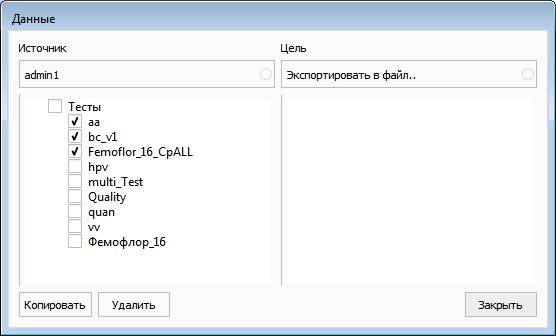 Данные
Источник
Цель
admin1
Экспортировать в файл..
Тесты
aa
bc_v1
Femoflor_16_CpALL
hpv
multi_Test
Quality
quan
vv
Фемофлор_16
Копировать
Удалить
Закрыть